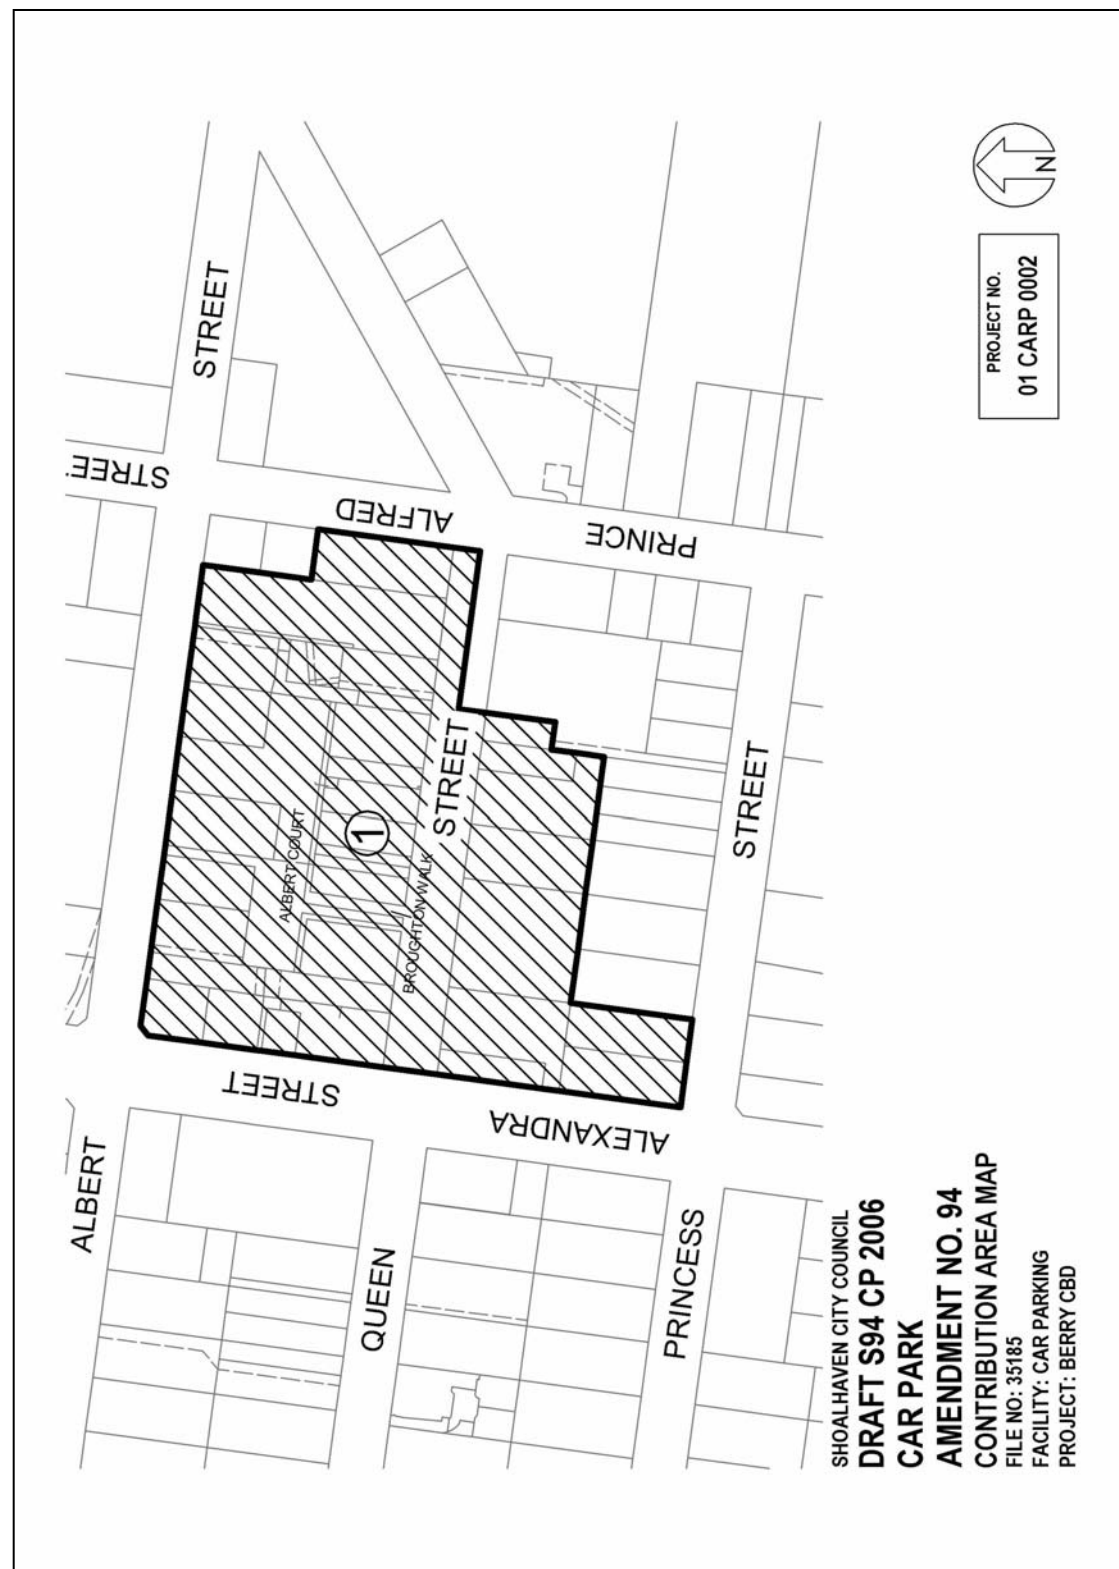 ALBERT
STREET
STREET
ALFRED
PRINCE
ALBERT COURT
1
BROUGHTON WALK
STREET
STREET
ALEXANDRA
QUEEN
PRINCESS
STREET
N
PROJECT NO.
01 CARP 0002
SHOALHAVEN CITY COUNCIL
DRAFT S94 CP 2006
CAR PARK
AMENDMENT NO. 94
CONTRIBUTION AREA MAP
FILE NO: 35185
FACILITY: CAR PARKING
PROJECT: BERRY CBD